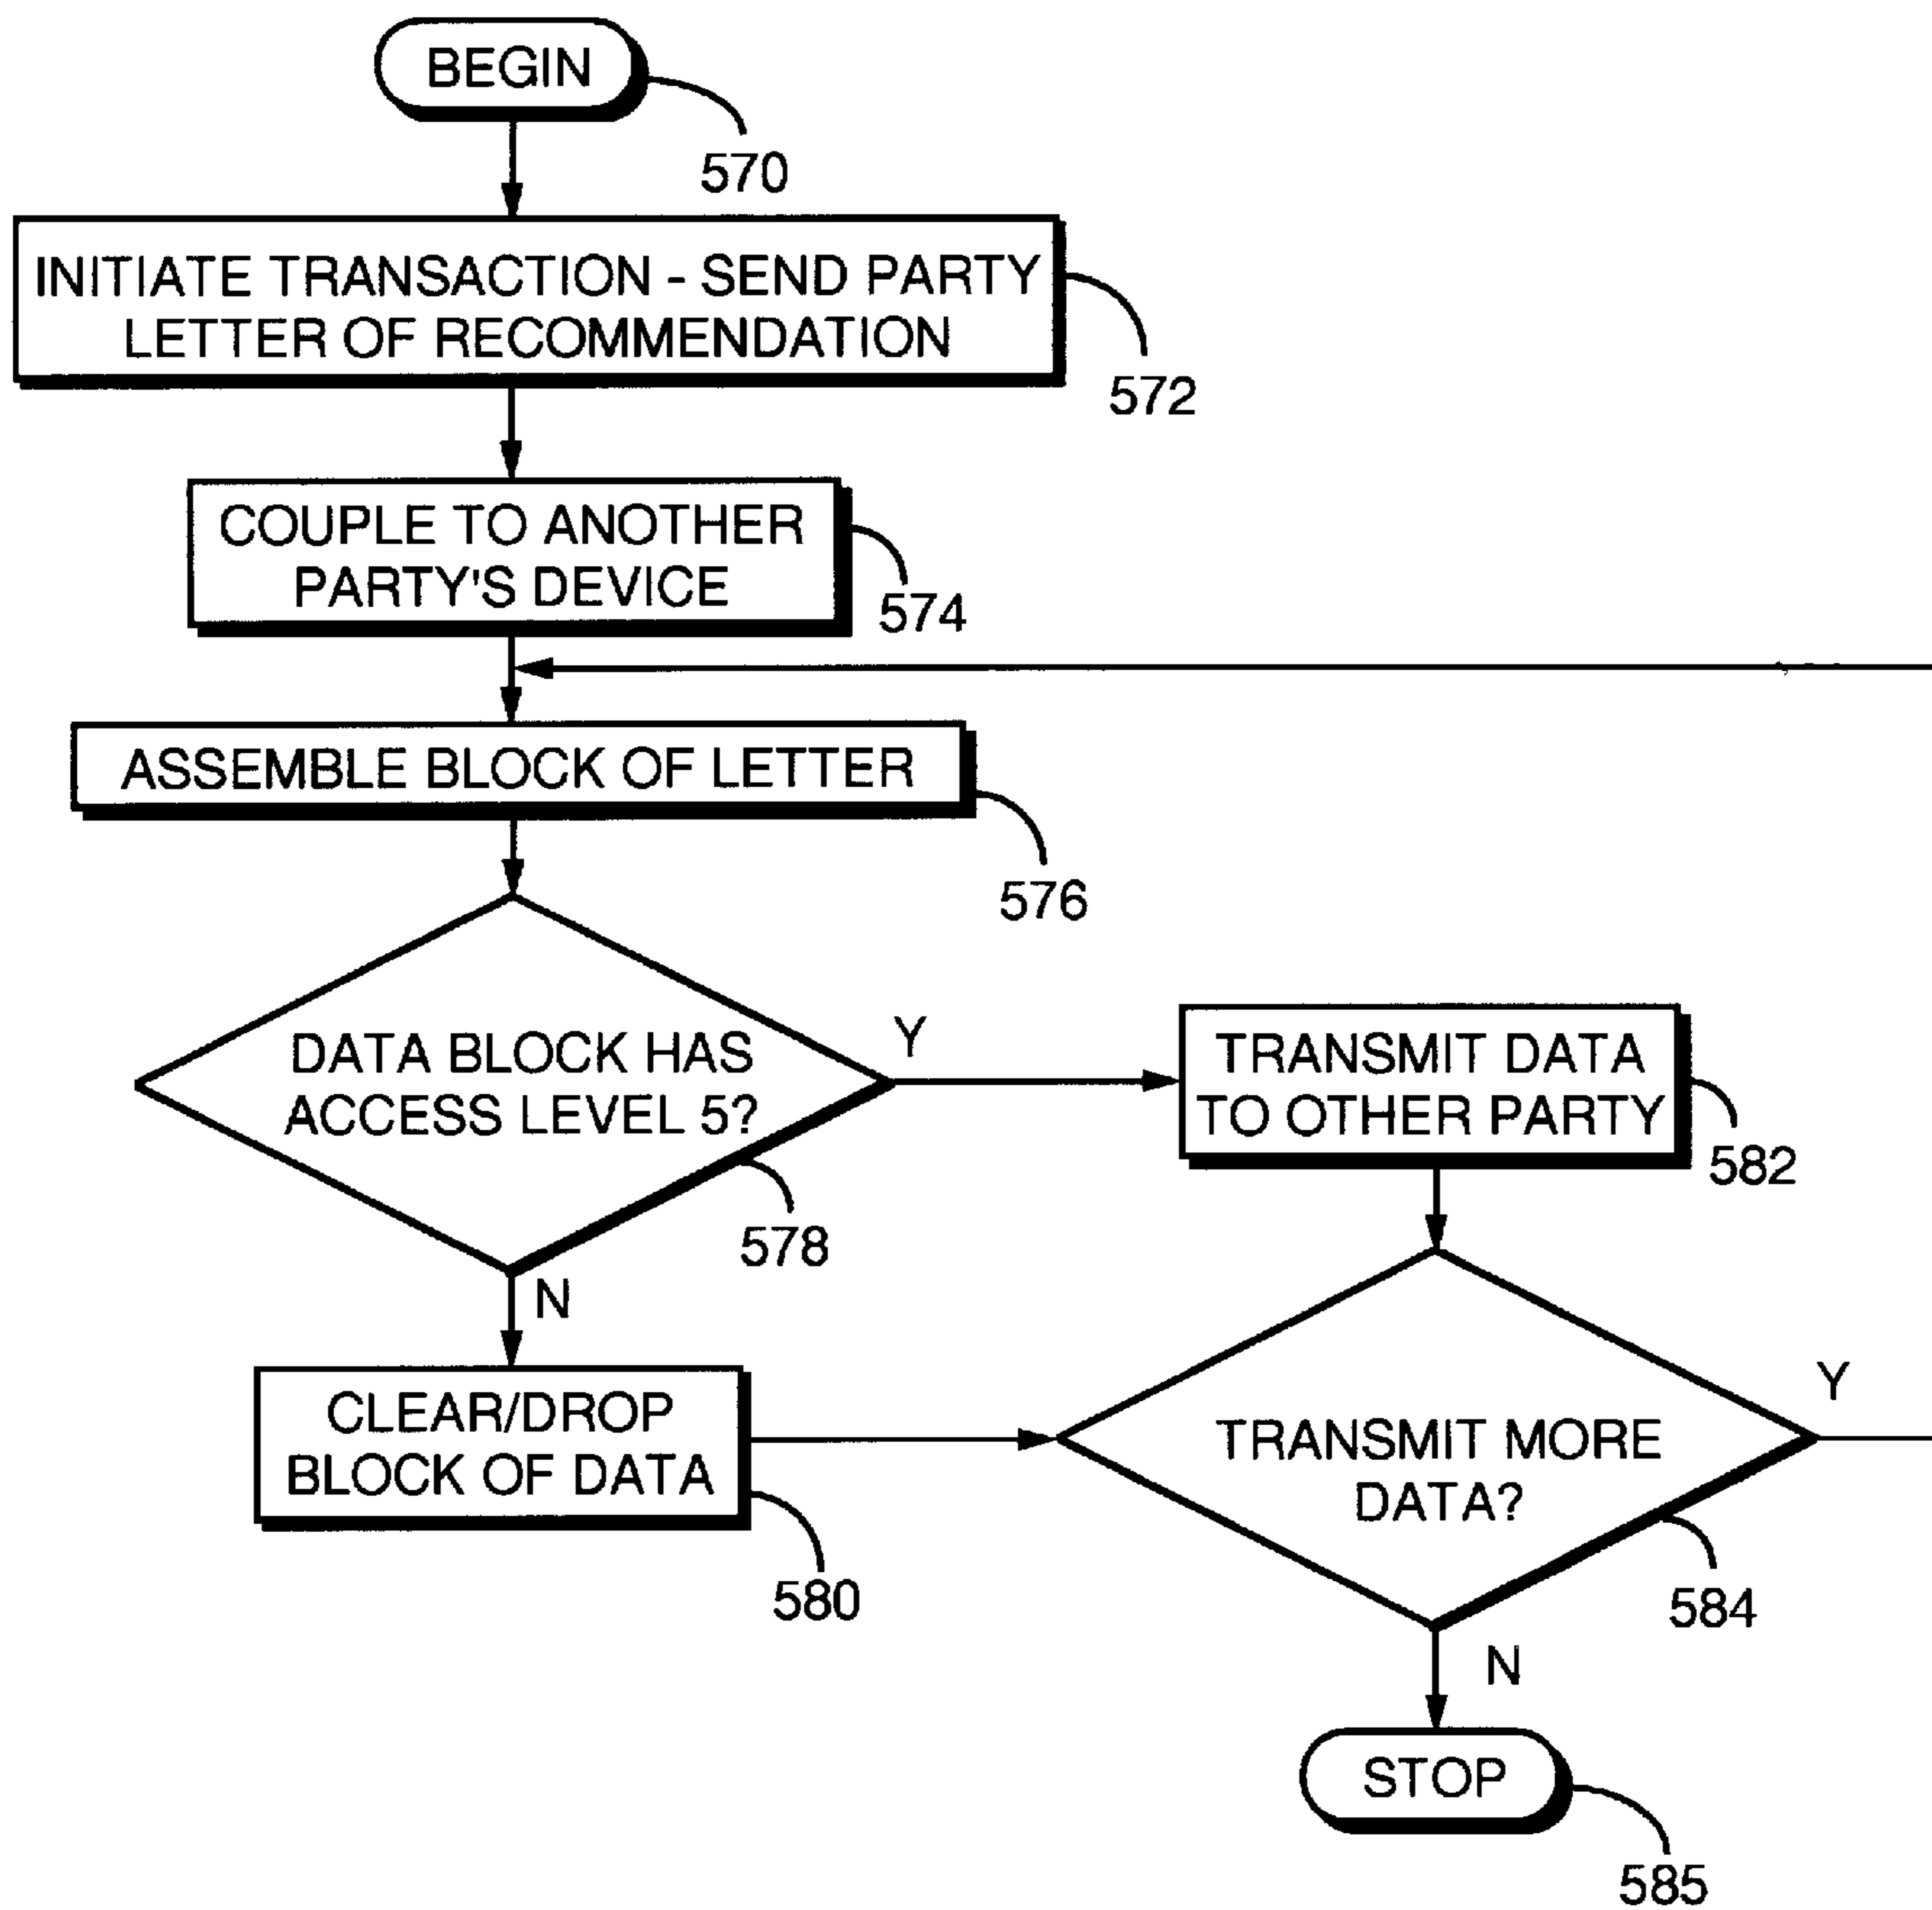 BEGIN
570
INITIATE TRANSACTION - SEND PARTY
LETTER OF RECOMMENDATION
572
COUPLE TO ANOTHER
PARTY'S DEVICE
574
ASSEMBLE BLOCK OF LETTER
576
DATA BLOCK HAS
ACCESS LEVEL 5?
578
Y
N
TRANSMIT DATA
TO OTHER PARTY
582
CLEAR/DROP
BLOCK OF DATA
580
TRANSMIT MORE
DATA?
584
Y
N
STOP
585